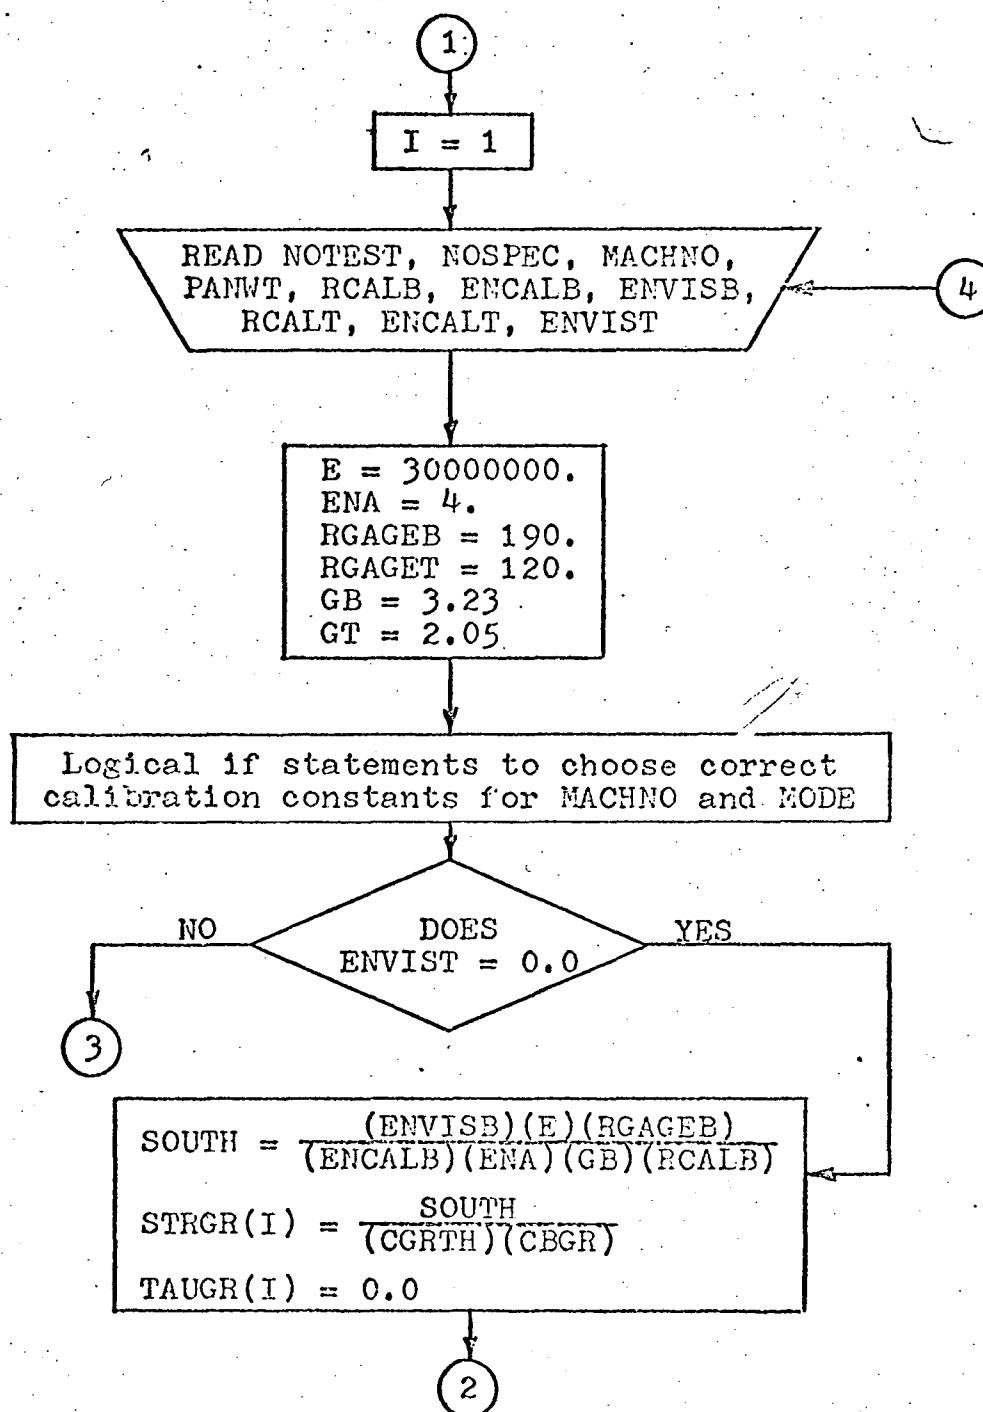 1
I = 1
READ NOTEST, NOSPEC, MACHNO,
PANWT, RCALB, ENCALB, ENVISB,
RCALT, ENCALT, ENVIST
4
E = 30000000.
ENA = 4.
RGAGEB = 190.
RGAGET = 120.
GB = 3.23
GT = 2.05
Logical if statements to choose correct
calibration constants for MACHNO and MODE
NO
DOES
ENVIST = 0.0
YES
3
SOUTH = (ENVISB)(E)(RGAGEB)
(ENCALB)(ENA)(GB)(RCALB)
STRGR(I) = SOUTH
(CGRTH)(CBGR)
TAUGR(I) = 0.0
2